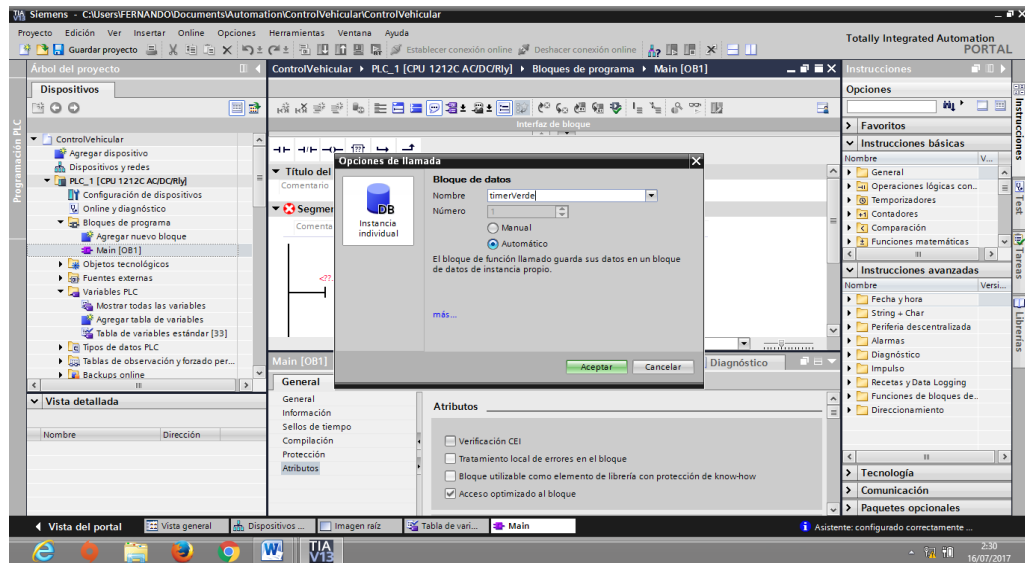 Siemens - C:\Users\FERNANDO\Documents\Automation\ControlVehicular\ControlVehicular
Proyecto Edición Ver Insertar Online Opciones Herramientas Ventana Ayuda
Guardar proyecto
Establecer conexión online
Deshacer conexión online
Totally Integrated Automation
PORTAL
Árbol del proyecto
Dispositivos
Programación PLC
ControlVehicular
Agregar dispositivo
Dispositivos y redes
PLC_1 [CPU 1212C AC/DC/Rly]
Configuración de dispositivos
Online y diagnóstico
Bloques de programa
Agregar nuevo bloque
Main [OB1]
Objetos tecnológicos
Fuentes externas
Variables PLC
Mostrar todas las variables
Agregar tabla de variables
Tabla de variables estándar [33]
Tipos de datos PLC
Tablas de observación y forzado per...
Backups online
Vista detallada
Nombre Dirección
ControlVehicular PLC_1 [CPU 1212C AC/DC/Rly] Bloques de programa Main [OB1]
Interfaz de bloque
Título del
Comentario
Segmen
Comenta
<??.
Opciones de llamada
DB
Instancia
individual
Bloque de datos
Nombre timerVerde
Número 1
Manual
Automático
El bloque de función llamado guarda sus datos en un bloque
de datos de instancia propio.
más...
Aceptar Cancelar
Main [OB1]
Diagnóstico
General
General
Información
Sellos de tiempo
Compilación
Protección
Atributos
Atributos
Verificación CEI
Tratamiento local de errores en el bloque
Bloque utilizable como elemento de librería con protección de know-how
Acceso optimizado al bloque
Instrucciones
Opciones
Favoritos
Instrucciones básicas
Nombre V...
General
Operaciones lógicas con..
Temporizadores
Contadores
Comparación
Funciones matemáticas
Instrucciones avanzadas
Nombre Versi...
Fecha y hora
String + Char
Periferia descentralizada
Alarmas
Diagnóstico
Impulso
Recetas y Data Logging
Funciones de bloques de..
Direccionamiento
Tecnología
Comunicación
Paquetes opcionales
Instrucciones
Test
Tareas
Librerías
Vista del portal
Vista general
Dispositivos ...
Imagen raíz
Tabla de vari...
Main
Asistente: configurado correctamente ...
TIA
V13
2:30
16/07/2017